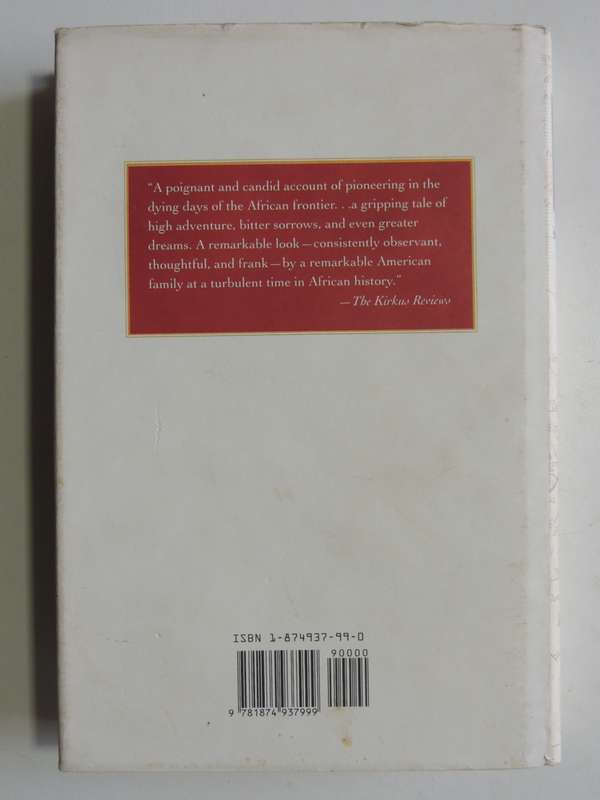 "A poignant and candid account of pioneering in the
dying days of the African frontier. . .a gripping tale of
high adventure, bitter sorrows, and even greater
dreams. A remarkable look—consistently observant,
thoughtful, and frank—by a remarkable American
family at a turbulent time in African history."
—The Kirkus Reviews
ISBN 1-874937-99-0
90000
9 781874 937999